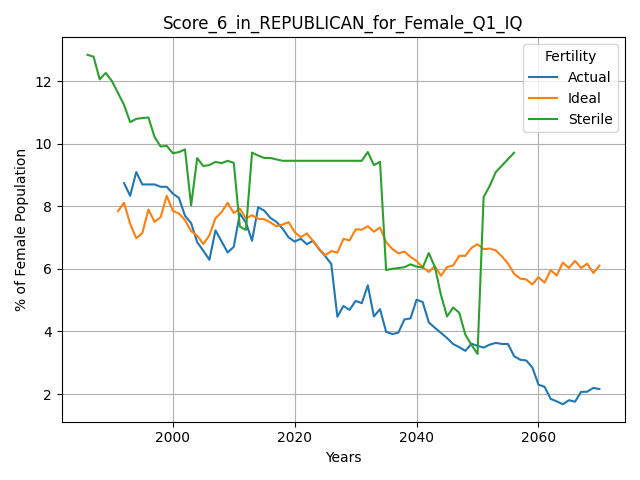 Score_6_in_REPUBLICAN_for_Female_Q1_IQ
Fertility
Actual
Ideal
Sterile
% of Female Population
12
10
8
6
4
2
2000
2020
2040
2060
Years